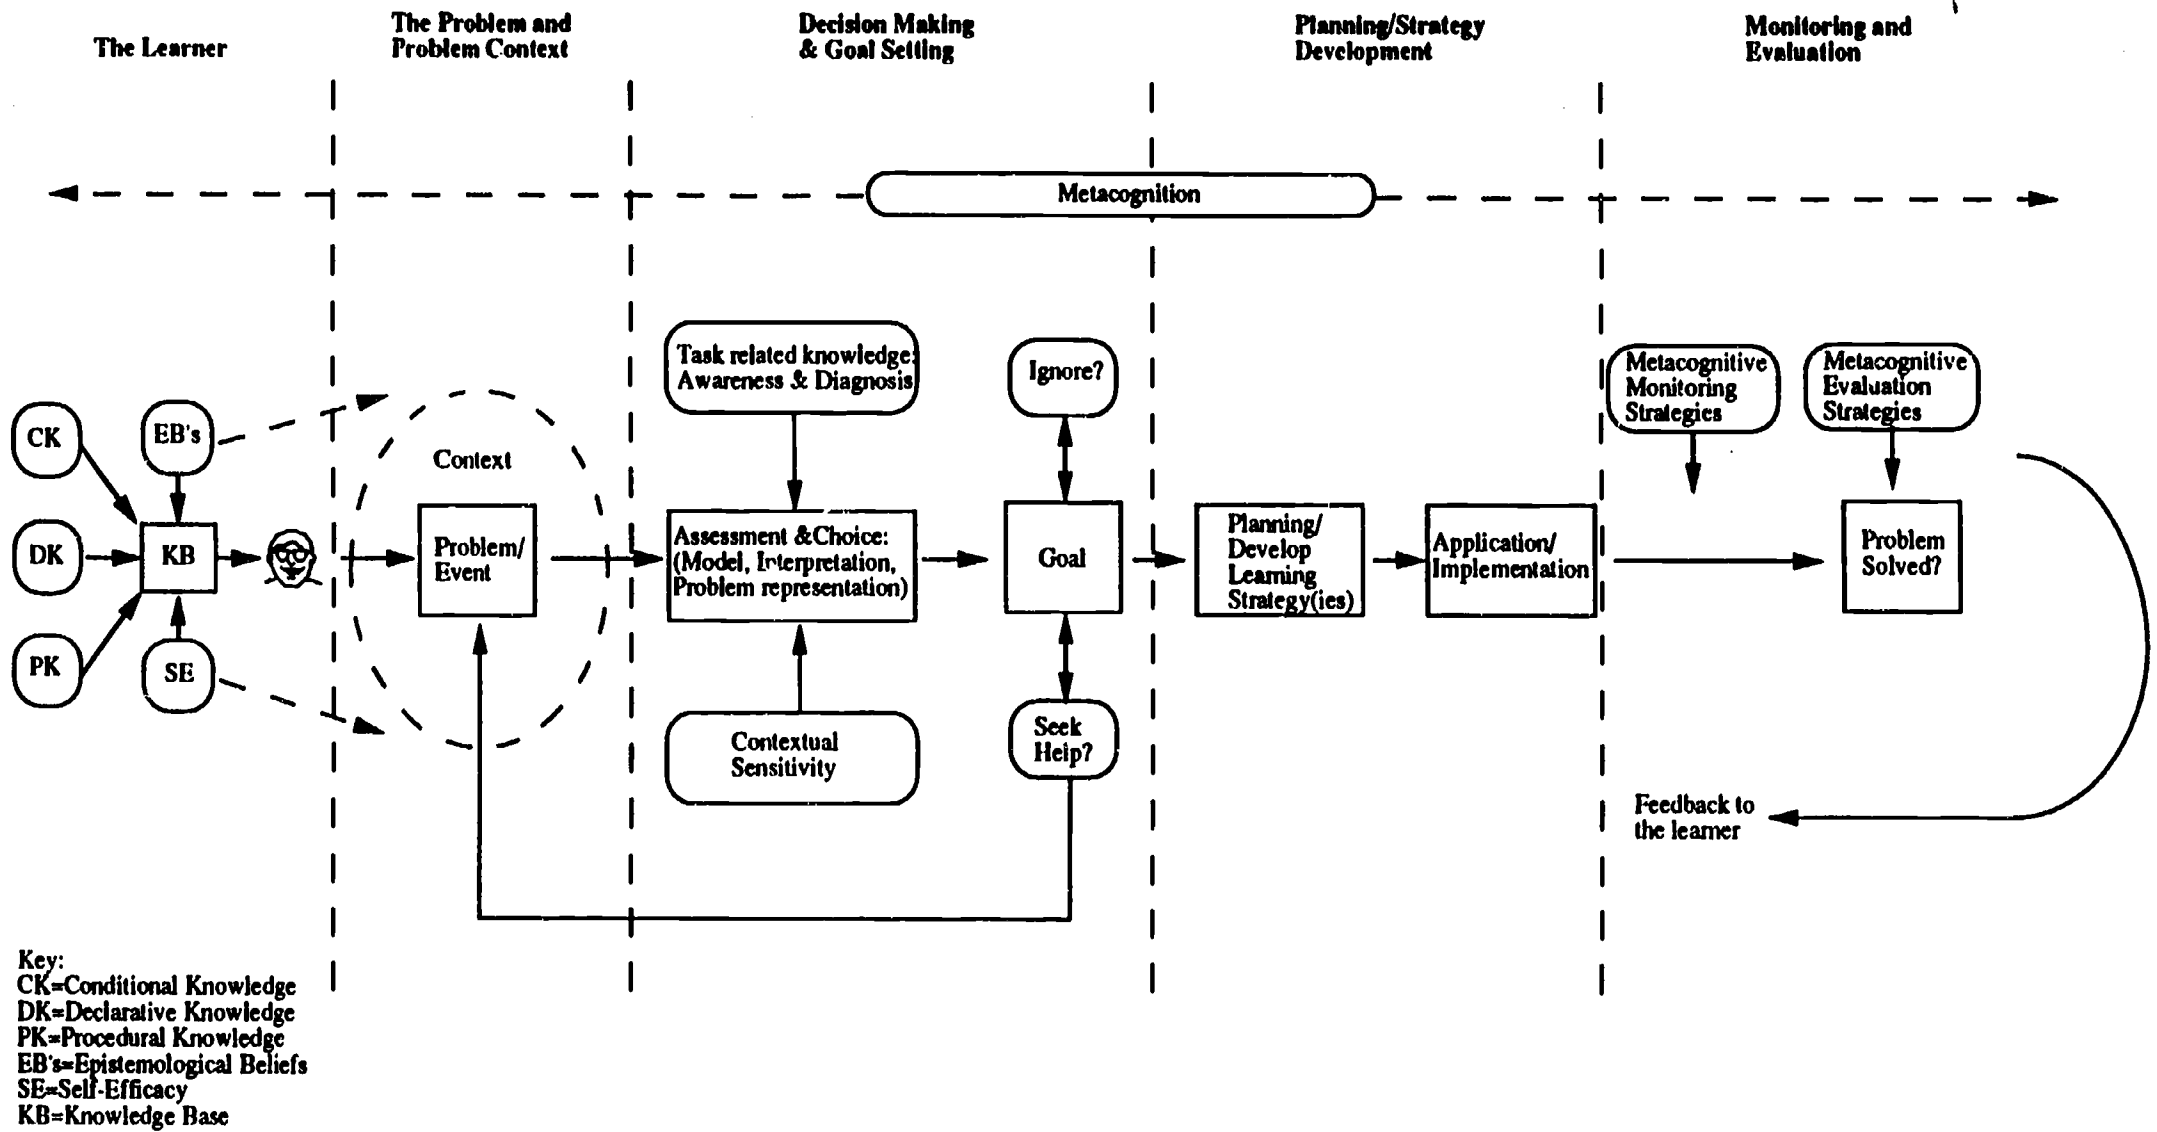 The Learner
The Problem and
Problem Context
Decision Making
& Goal Setting
Planning/Strategy
Development
Monitoring and
Evaluation
Metacognition
Task related knowledge:
Awareness & Diagnosis
Ignore?
Metacognitive
Monitoring
Strategies
Metacognitive
Evaluation
Strategies
CK
EB's
DK
KB
PK
SE
Context
Problem/
Event
Assessment &Choice:
(Model, Interpretation,
Problem representation)
Goal
Planning/
Develop
Learning
Strategy(ies)
Application/
Implementation
Problem
Solved?
Contextual
Sensitivity
Seek
Help?
Feedback to
the learner
Key:
CK=Conditional Knowledge
DK=Declarative Knowledge
PK=Procedural Knowledge
EB's=Epistemological Beliefs
SE=Self-Efficacy
KB=Knowledge Base